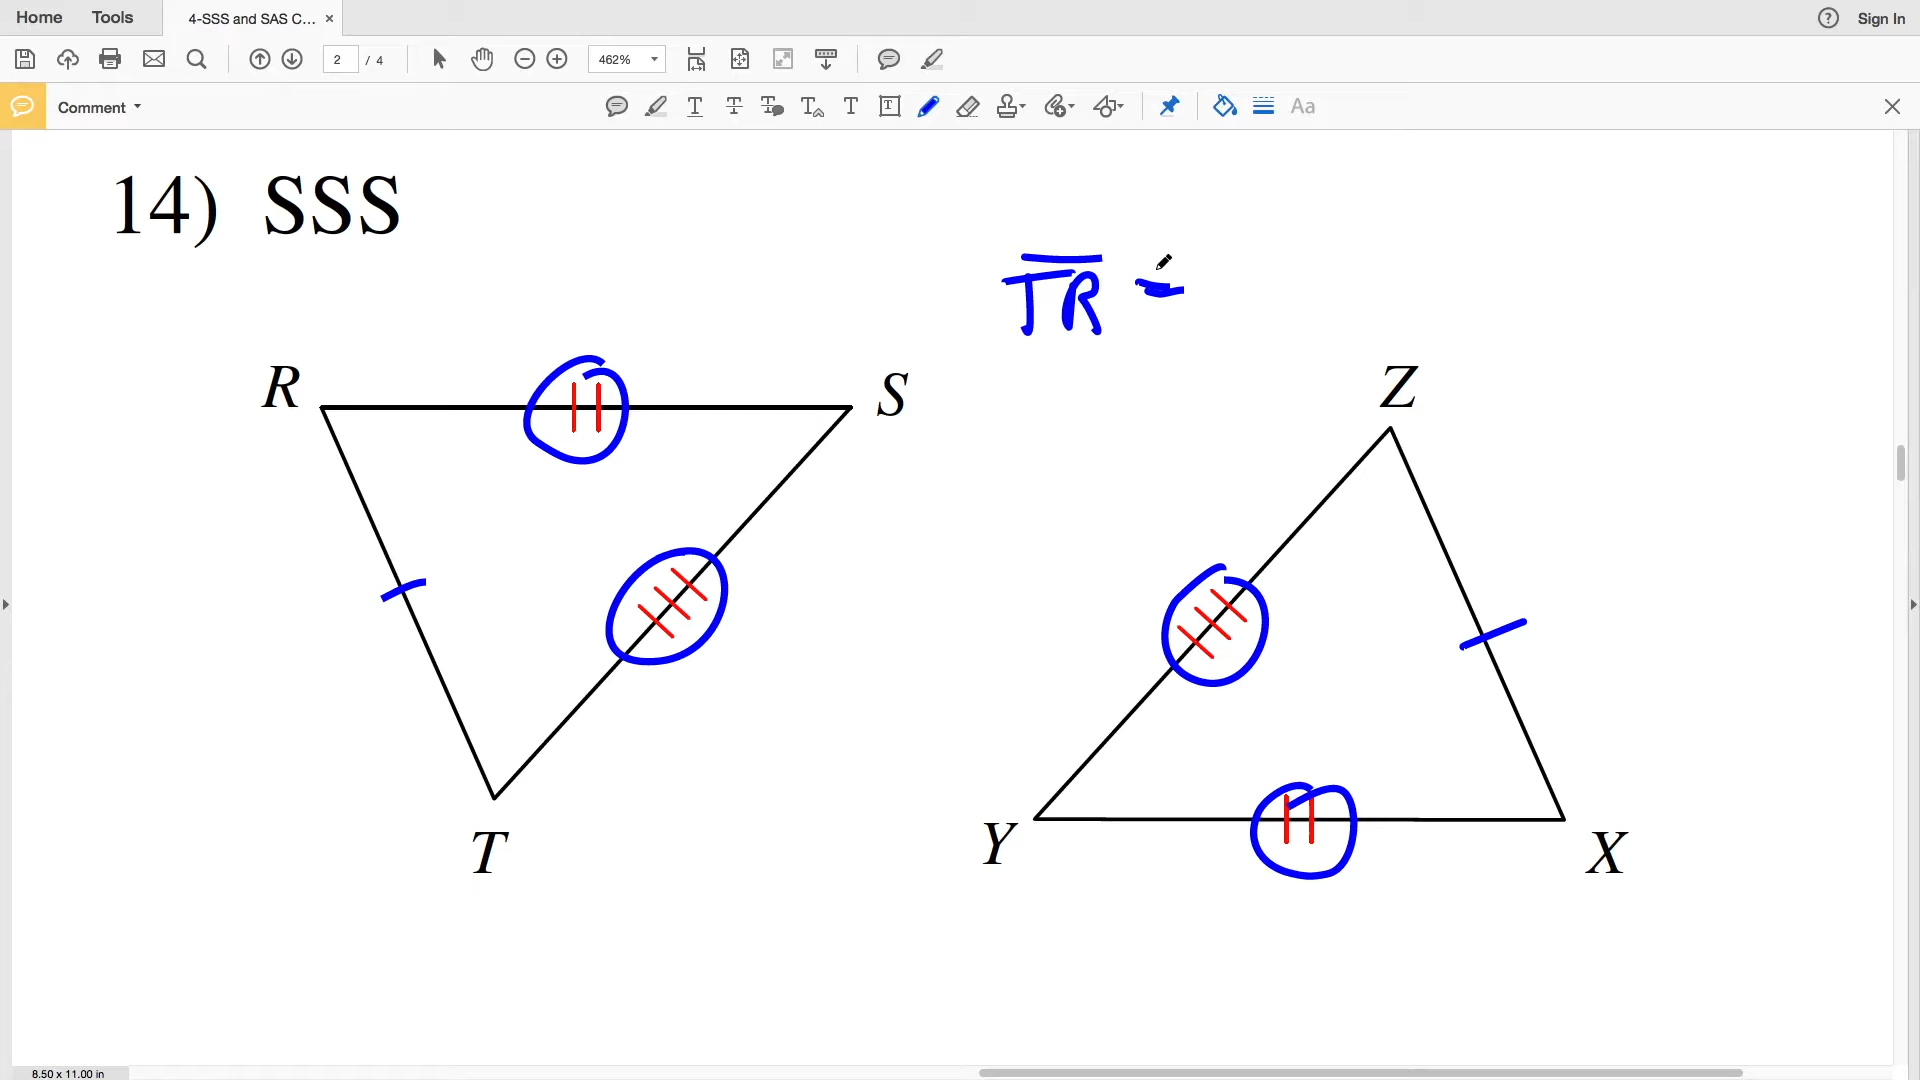 Home Tools 4-SSS and SAS C... × ? Sign In
2 / 4 462%
Comment T T T T T T Aa
14) SSS
TR =
R S Z
T Y X
8.50 x 11.00 in